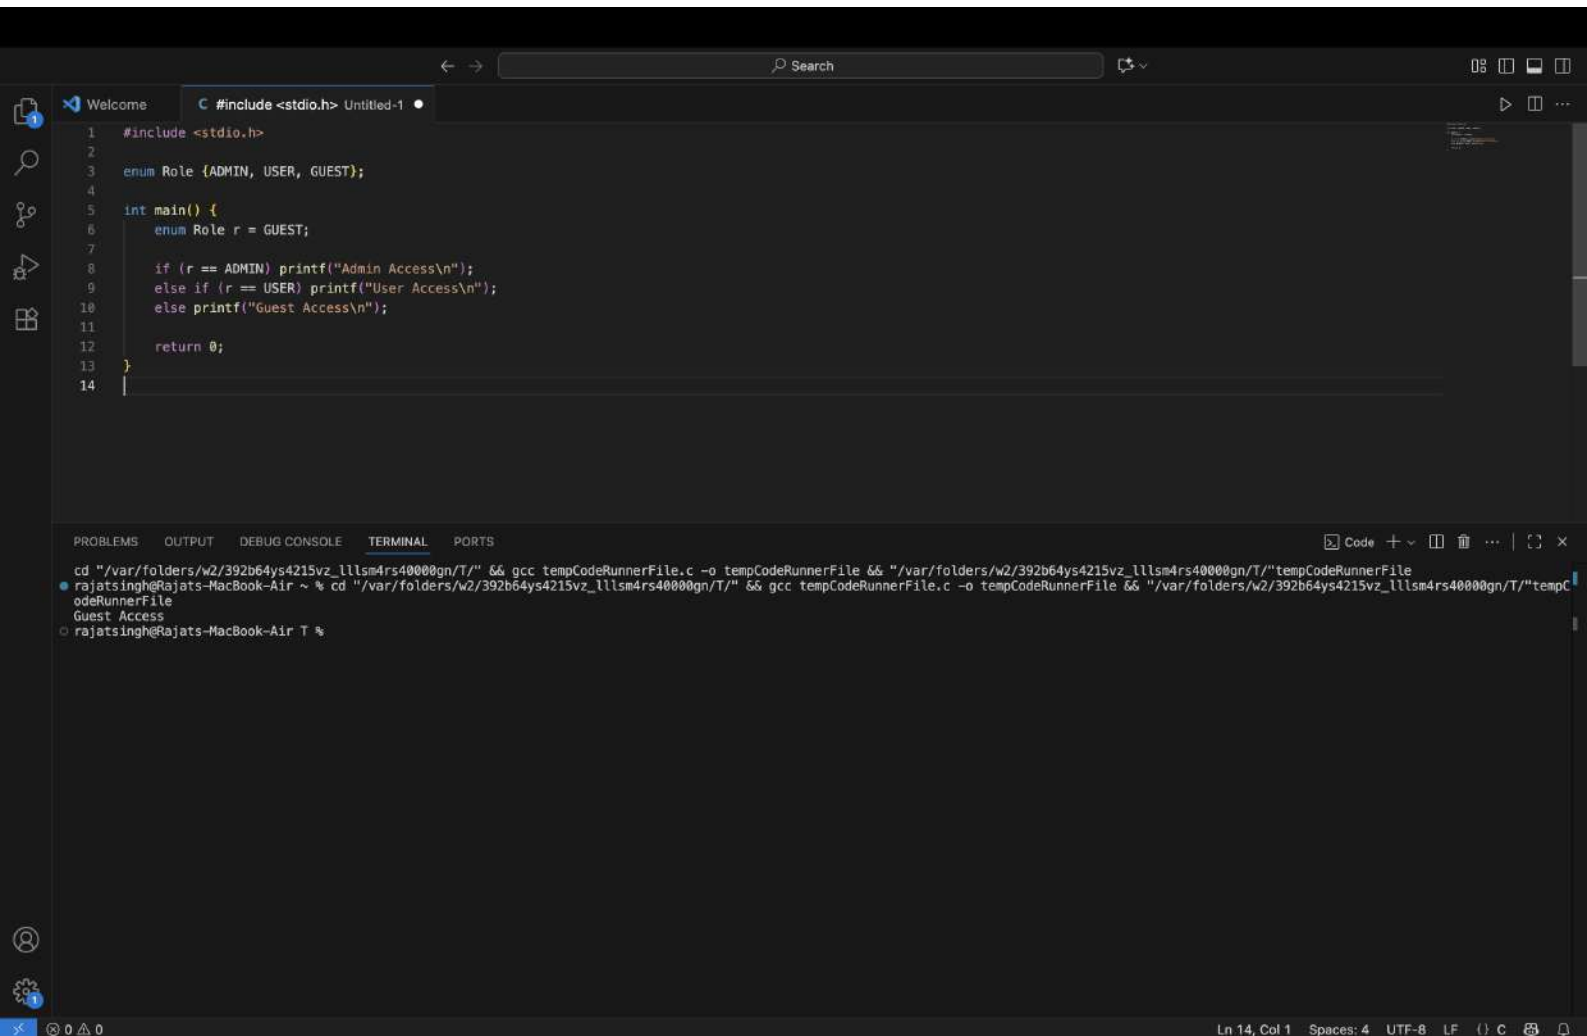 Search
Welcome
C #include <stdio.h> Untitled-1
1 #include <stdio.h>
2
3 enum Role {ADMIN, USER, GUEST};
4
5 int main() {
6 enum Role r = GUEST;
7
8 if (r == ADMIN) printf("Admin Access\n");
9 else if (r == USER) printf("User Access\n");
10 else printf("Guest Access\n");
11
12 return 0;
13 }
14
PROBLEMS OUTPUT DEBUG CONSOLE TERMINAL PORTS
Code
cd "/var/folders/w2/392b64ys4215vz_lllsm4rs40000gn/T/" && gcc tempCodeRunnerFile.c -o tempCodeRunnerFile && "/var/folders/w2/392b64ys4215vz_lllsm4rs40000gn/T/"tempCodeRunnerFile
rajatsingh@Rajats-MacBook-Air ~ % cd "/var/folders/w2/392b64ys4215vz_lllsm4rs40000gn/T/" && gcc tempCodeRunnerFile.c -o tempCodeRunnerFile && "/var/folders/w2/392b64ys4215vz_lllsm4rs40000gn/T/"tempC
odeRunnerFile
Guest Access
rajatsingh@Rajats-MacBook-Air T %
1
1
0 0
Ln 14, Col 1 Spaces: 4 UTF-8 LF {} C